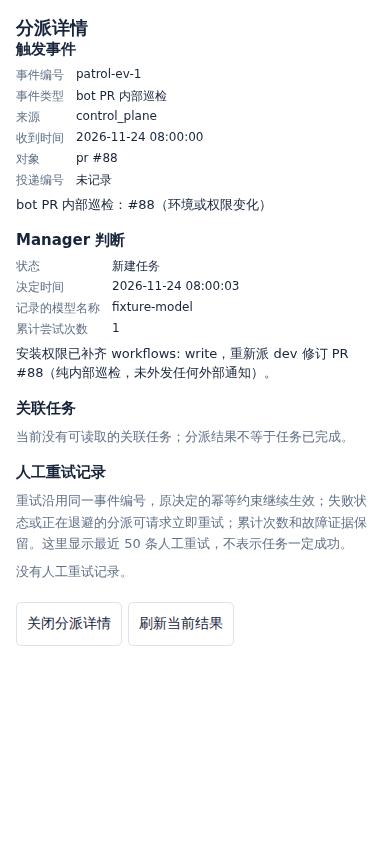 分派详情
触发事件
事件编号 patrol-ev-1
事件类型 bot PR 内部巡检
来源 control_plane
收到时间 2026-11-24 08:00:00
对象 pr #88
投递编号 未记录
bot PR 内部巡检：#88（环境或权限变化）
Manager 判断
状态 新建任务
决定时间 2026-11-24 08:00:03
记录的模型名称 fixture-model
累计尝试次数 1
安装权限已补齐 workflows: write，重新派 dev 修订 PR
#88（纯内部巡检，未外发任何外部通知）。
关联任务
当前没有可读取的关联任务；分派结果不等于任务已完成。
人工重试记录
重试沿用同一事件编号，原决定的幂等约束继续生效；失败状
态或正在退避的分派可请求立即重试；累计次数和故障证据保
留。这里显示最近 50 条人工重试，不表示任务一定成功。
没有人工重试记录。
关闭分派详情 刷新当前结果